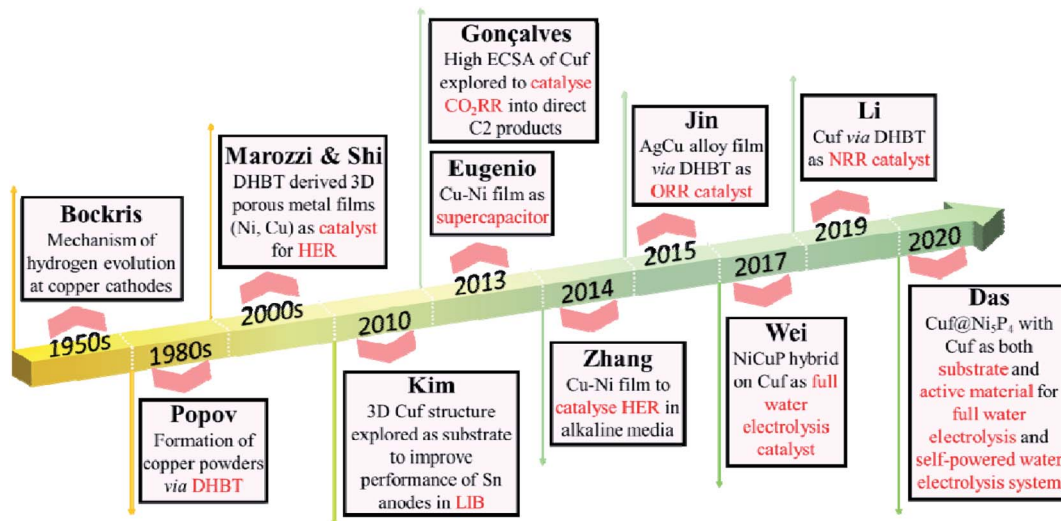 Bockris
Mechanism of
hydrogen evolution
at copper cathodes
1950s
Popov
Formation of
copper powders
via DHBT
1980s
Marozzi & Shi
DHBT derived 3D
porous metal films
(Ni, Cu) as catalyst
for HER
2000s
Kim
3D Cuf structure
explored as substrate
to improve
performance of Sn
anodes in LIB
2010
Gonçalves
High ECSA of Cuf
explored to catalyse
CO₂RR into direct
C2 products
Eugenio
Cu-Ni film as
supercapacitor
2013
Zhang
Cu-Ni film to
catalyse HER in
alkaline media
2014
Jin
AgCu alloy film
via DHBT as
ORR catalyst
2015
Wei
NiCuP hybrid
on Cuf as full
water
electrolysis
catalyst
2017
Li
Cuf via DHBT
as NRR catalyst
2019
Das
Cuf@Ni₅P₄ with
Cuf as both
substrate and
active material for
full water
electrolysis and
self-powered water
electrolysis system
2020